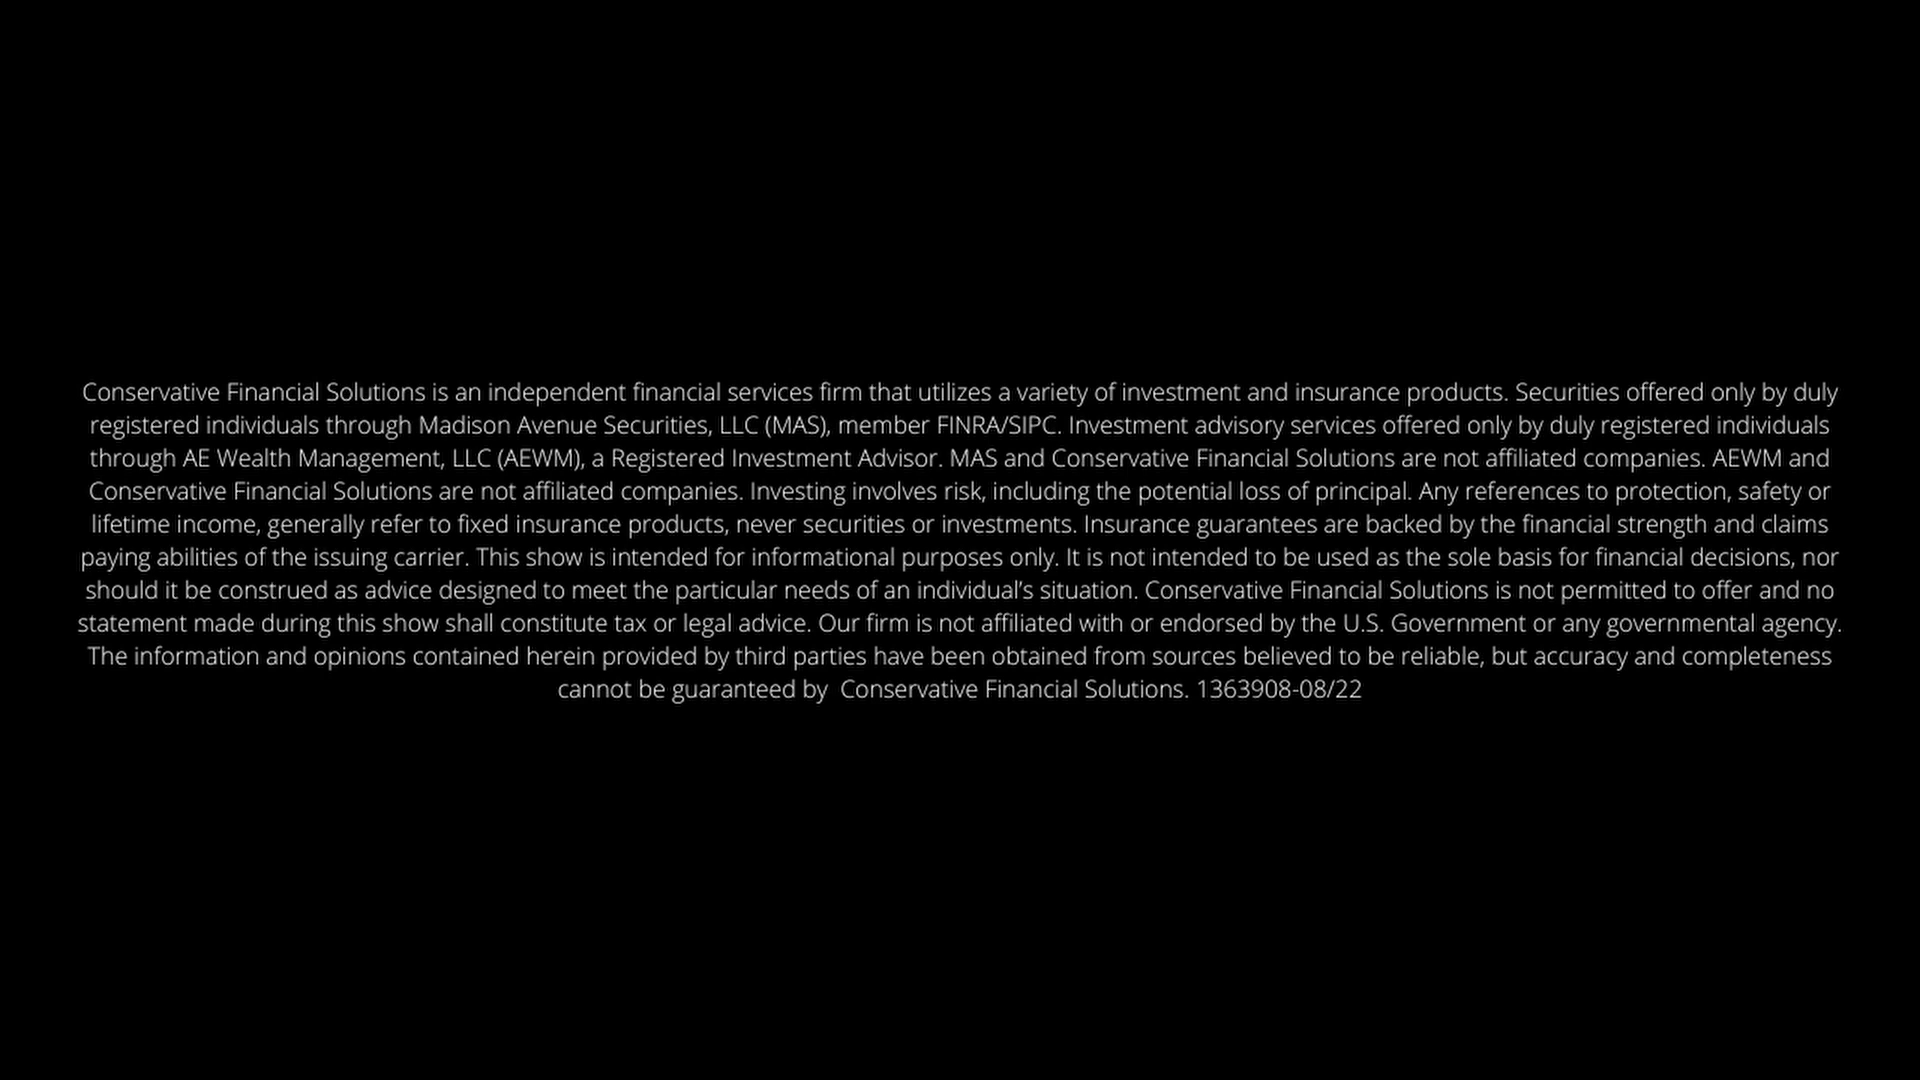 Conservative Financial Solutions is an independent financial services firm that utilizes a variety of investment and insurance products. Securities offered only by duly
registered individuals through Madison Avenue Securities, LLC (MAS), member FINRA/SIPC. Investment advisory services offered only by duly registered individuals
through AE Wealth Management, LLC (AEWM), a Registered Investment Advisor. MAS and Conservative Financial Solutions are not affiliated companies. AEWM and
Conservative Financial Solutions are not affiliated companies. Investing involves risk, including the potential loss of principal. Any references to protection, safety or
lifetime income, generally refer to fixed insurance products, never securities or investments. Insurance guarantees are backed by the financial strength and claims
paying abilities of the issuing carrier. This show is intended for informational purposes only. It is not intended to be used as the sole basis for financial decisions, nor
should it be construed as advice designed to meet the particular needs of an individual’s situation. Conservative Financial Solutions is not permitted to offer and no
statement made during this show shall constitute tax or legal advice. Our firm is not affiliated with or endorsed by the U.S. Government or any governmental agency.
The information and opinions contained herein provided by third parties have been obtained from sources believed to be reliable, but accuracy and completeness
cannot be guaranteed by  Conservative Financial Solutions. 1363908-08/22